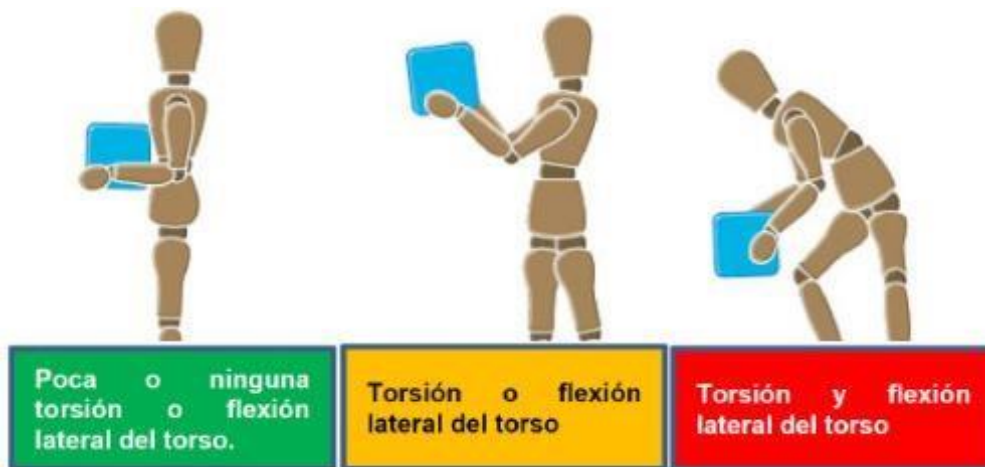 Poca o ninguna
torsión o flexión
lateral del torso.
Torsión o flexión
lateral del torso
Torsión y flexión
lateral del torso